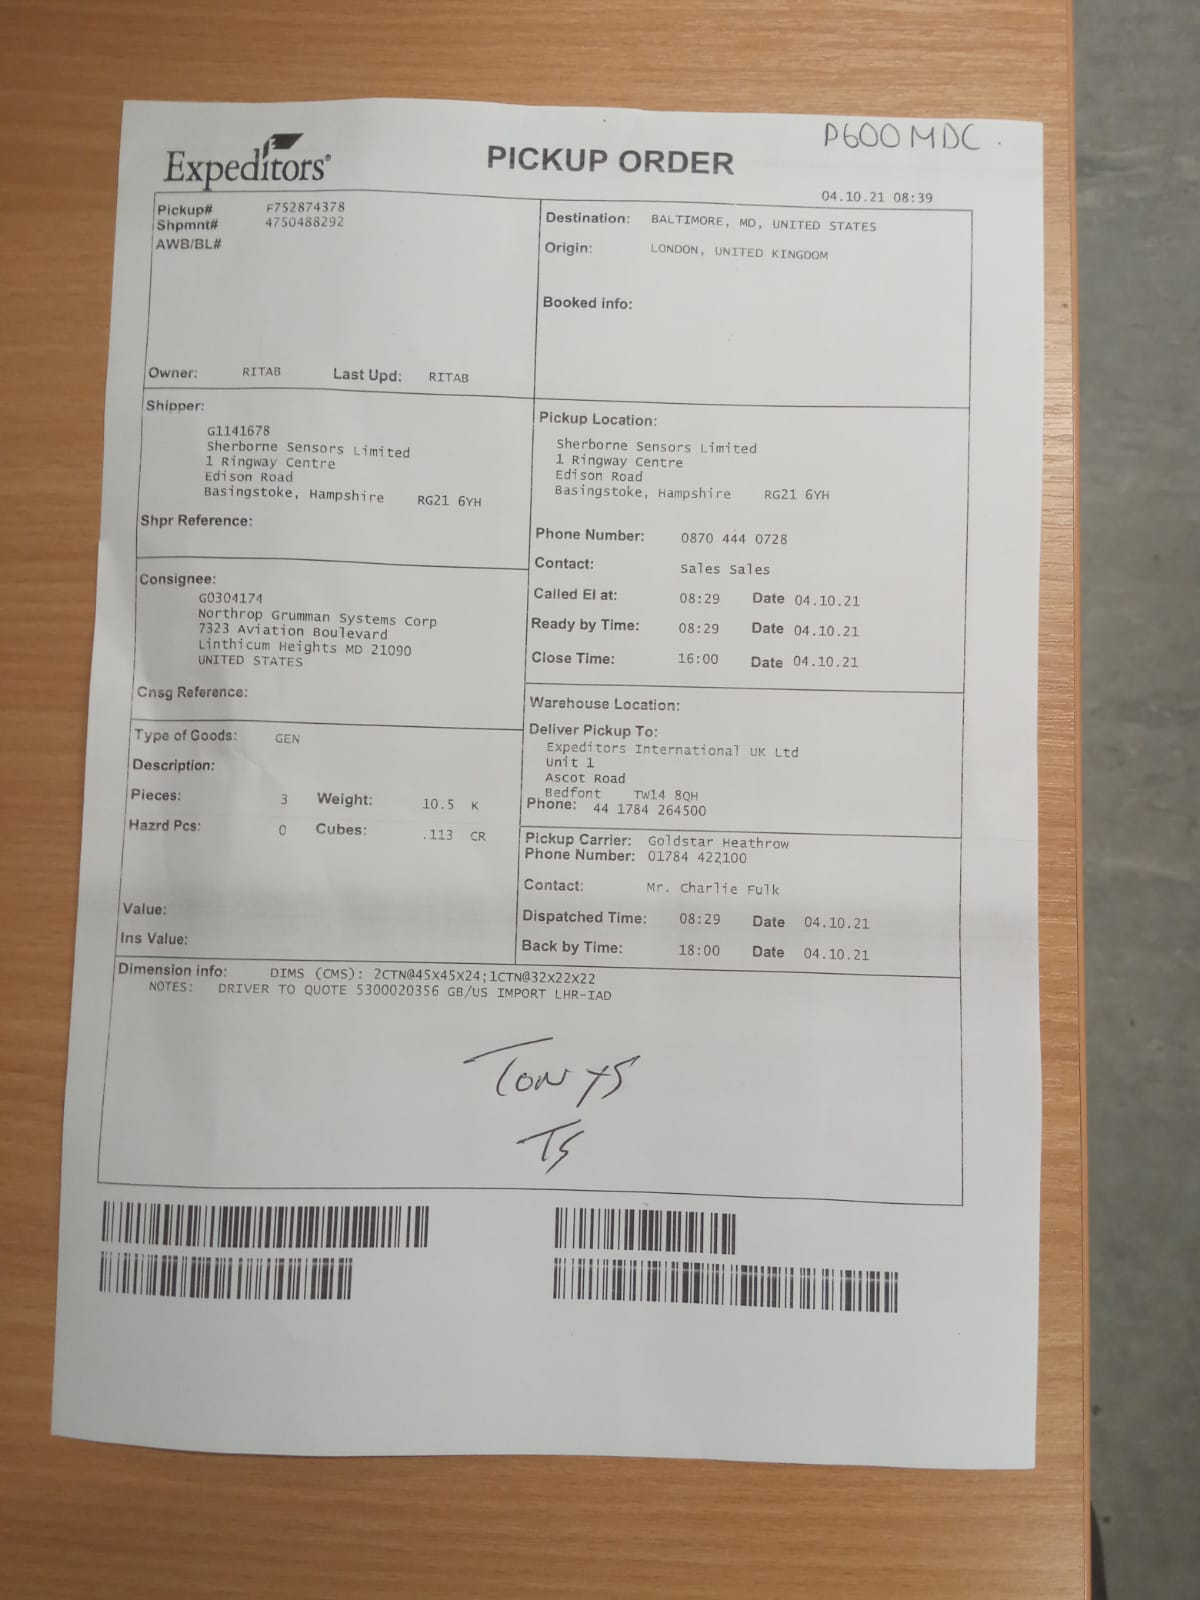 P600 MDC .
Expeditors®
PICKUP ORDER
04.10.21 08:39
Pickup# F752874378
Shpmnt# 4750488292
AWB/BL#
Owner: RITAB Last Upd: RITAB
Destination: BALTIMORE, MD, UNITED STATES
Origin: LONDON, UNITED KINGDOM
Booked info:
Shipper:
G1141678
Sherborne Sensors Limited
1 Ringway Centre
Edison Road
Basingstoke, Hampshire RG21 6YH
Shpr Reference:
Pickup Location:
Sherborne Sensors Limited
1 Ringway Centre
Edison Road
Basingstoke, Hampshire RG21 6YH
Phone Number: 0870 444 0728
Contact: Sales Sales
Called EI at: 08:29 Date 04.10.21
Ready by Time: 08:29 Date 04.10.21
Close Time: 16:00 Date 04.10.21
Consignee:
G0304174
Northrop Grumman Systems Corp
7323 Aviation Boulevard
Linthicum Heights MD 21090
UNITED STATES
Cnsg Reference:
Warehouse Location:
Deliver Pickup To:
Expeditors International UK Ltd
Unit 1
Ascot Road
Bedfont TW14 8QH
Phone: 44 1784 264500
Type of Goods: GEN
Description:
Pieces: 3 Weight: 10.5 K
Hazrd Pcs: 0 Cubes: .113 CR
Value:
Ins Value:
Pickup Carrier: Goldstar Heathrow
Phone Number: 01784 422100
Contact: Mr. Charlie Fulk
Dispatched Time: 08:29 Date 04.10.21
Back by Time: 18:00 Date 04.10.21
Dimension info: DIMS (CMS): 2CTN@45X45X24;1CTN@32X22X22
NOTES: DRIVER TO QUOTE 5300020356 GB/US IMPORT LHR-IAD
TONYS
TS